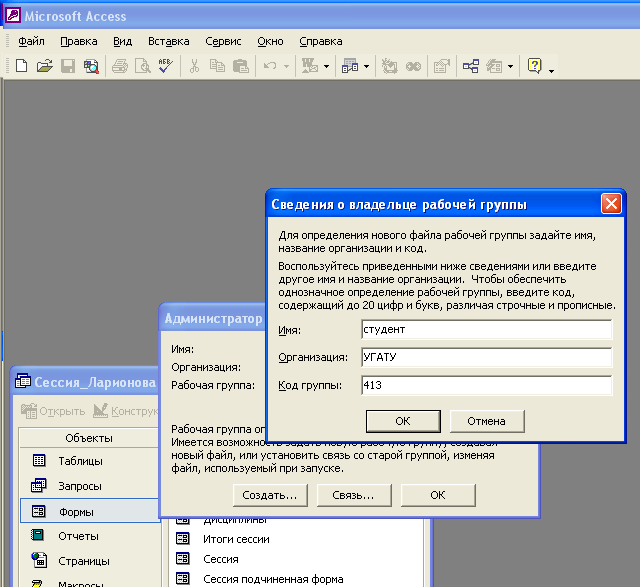 Microsoft Access
Файл Правка Вид Вставка Сервис Окно Справка
Сведения о владельце рабочей группы
Для определения нового файла рабочей группы задайте имя,
название организации и код.
Воспользуйтесь приведенными ниже сведениями или введите
другое имя и название организации. Чтобы обеспечить
однозначное определение рабочей группы, введите код,
содержащий до 20 цифр и букв, различая строчные и прописные.
Имя: студент
Организация: УГАТУ
Код группы: 413
ОК Отмена
Администратор
Имя:
Организация:
Рабочая группа:
Рабочая группа оп
Имеется возможность задать новую рабочую группу, создавая
новый файл, или установить связь со старой группой, изменяя
файл, используемый при запуске.
Создать... Связь... ОК
Сессия_Ларионова
Открыть Конструк
Объекты
Таблицы
Запросы
Формы
Отчеты
Страницы
Макросы
Дисциплины
Итоги сессии
Сессия
Сессия подчиненная форма